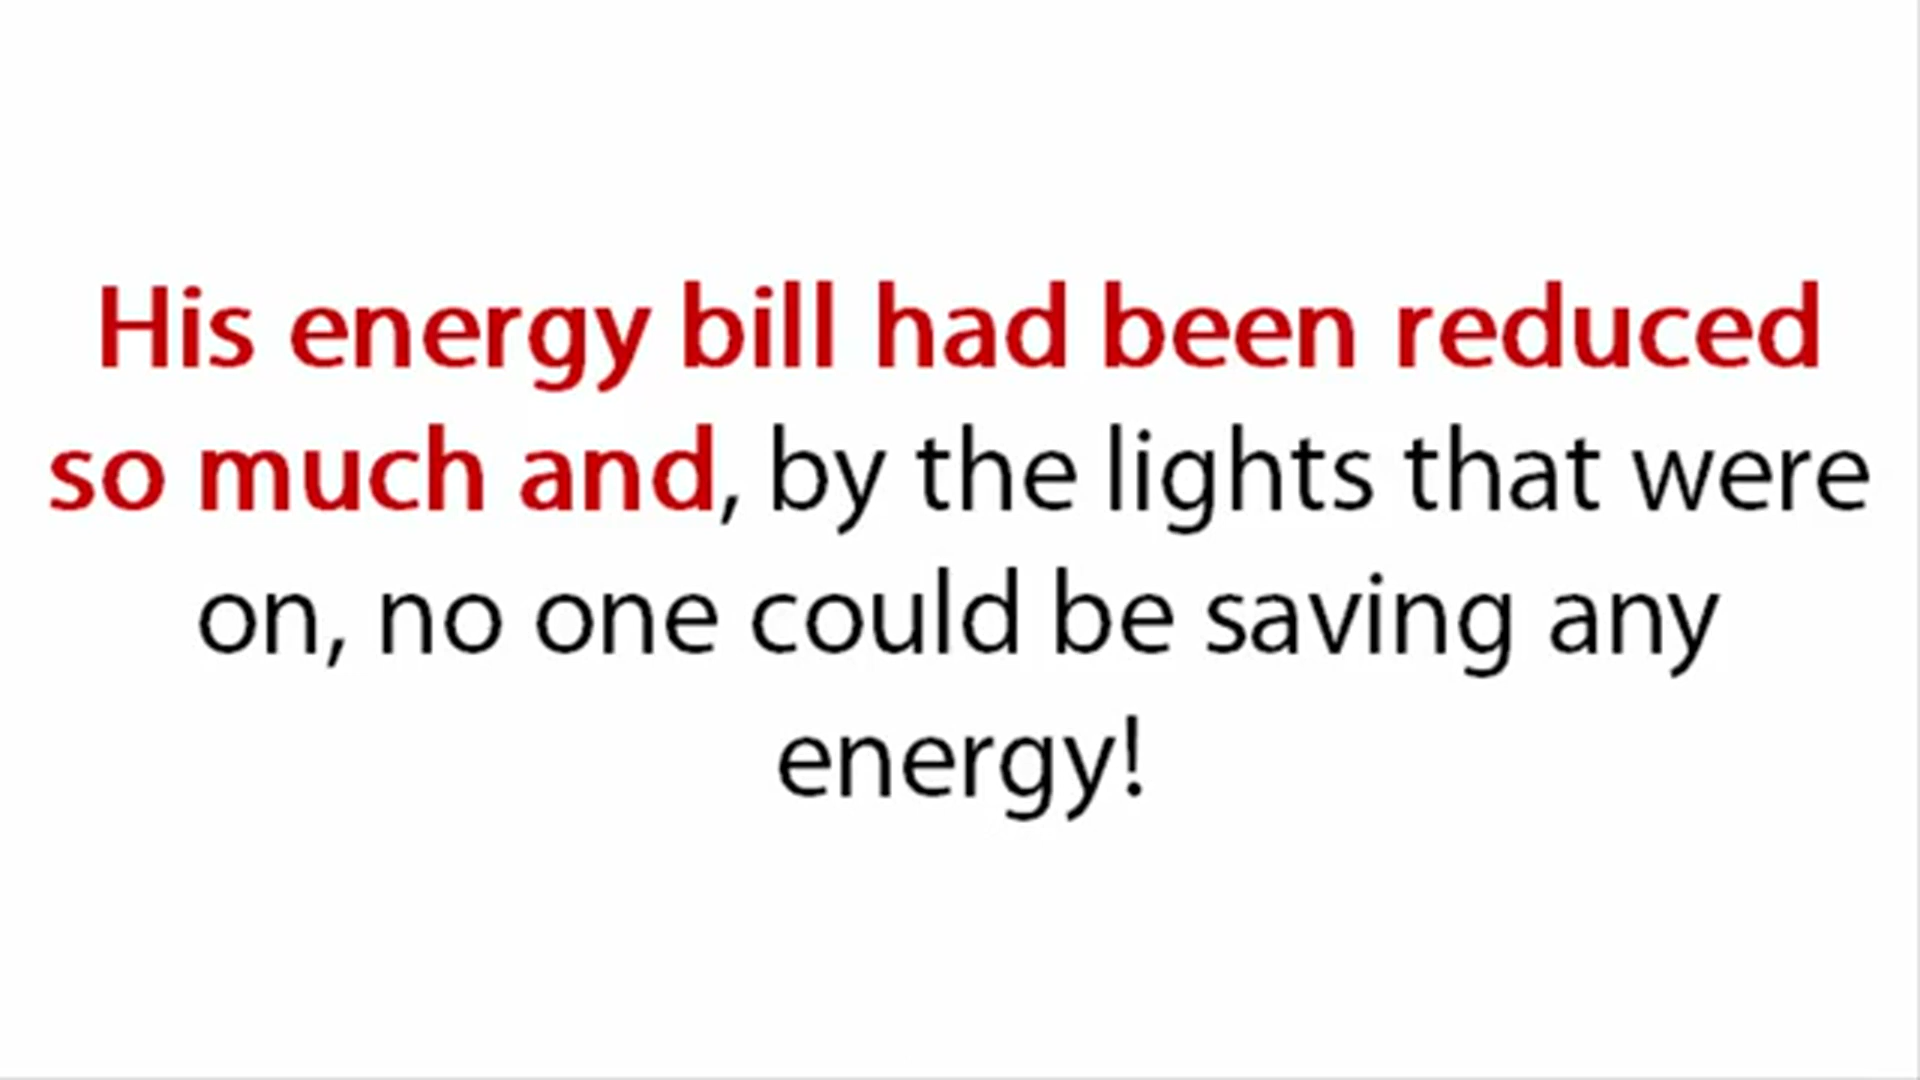 His energy bill had been reduced
so much and, by the lights that were
on, no one could be saving any
energy!